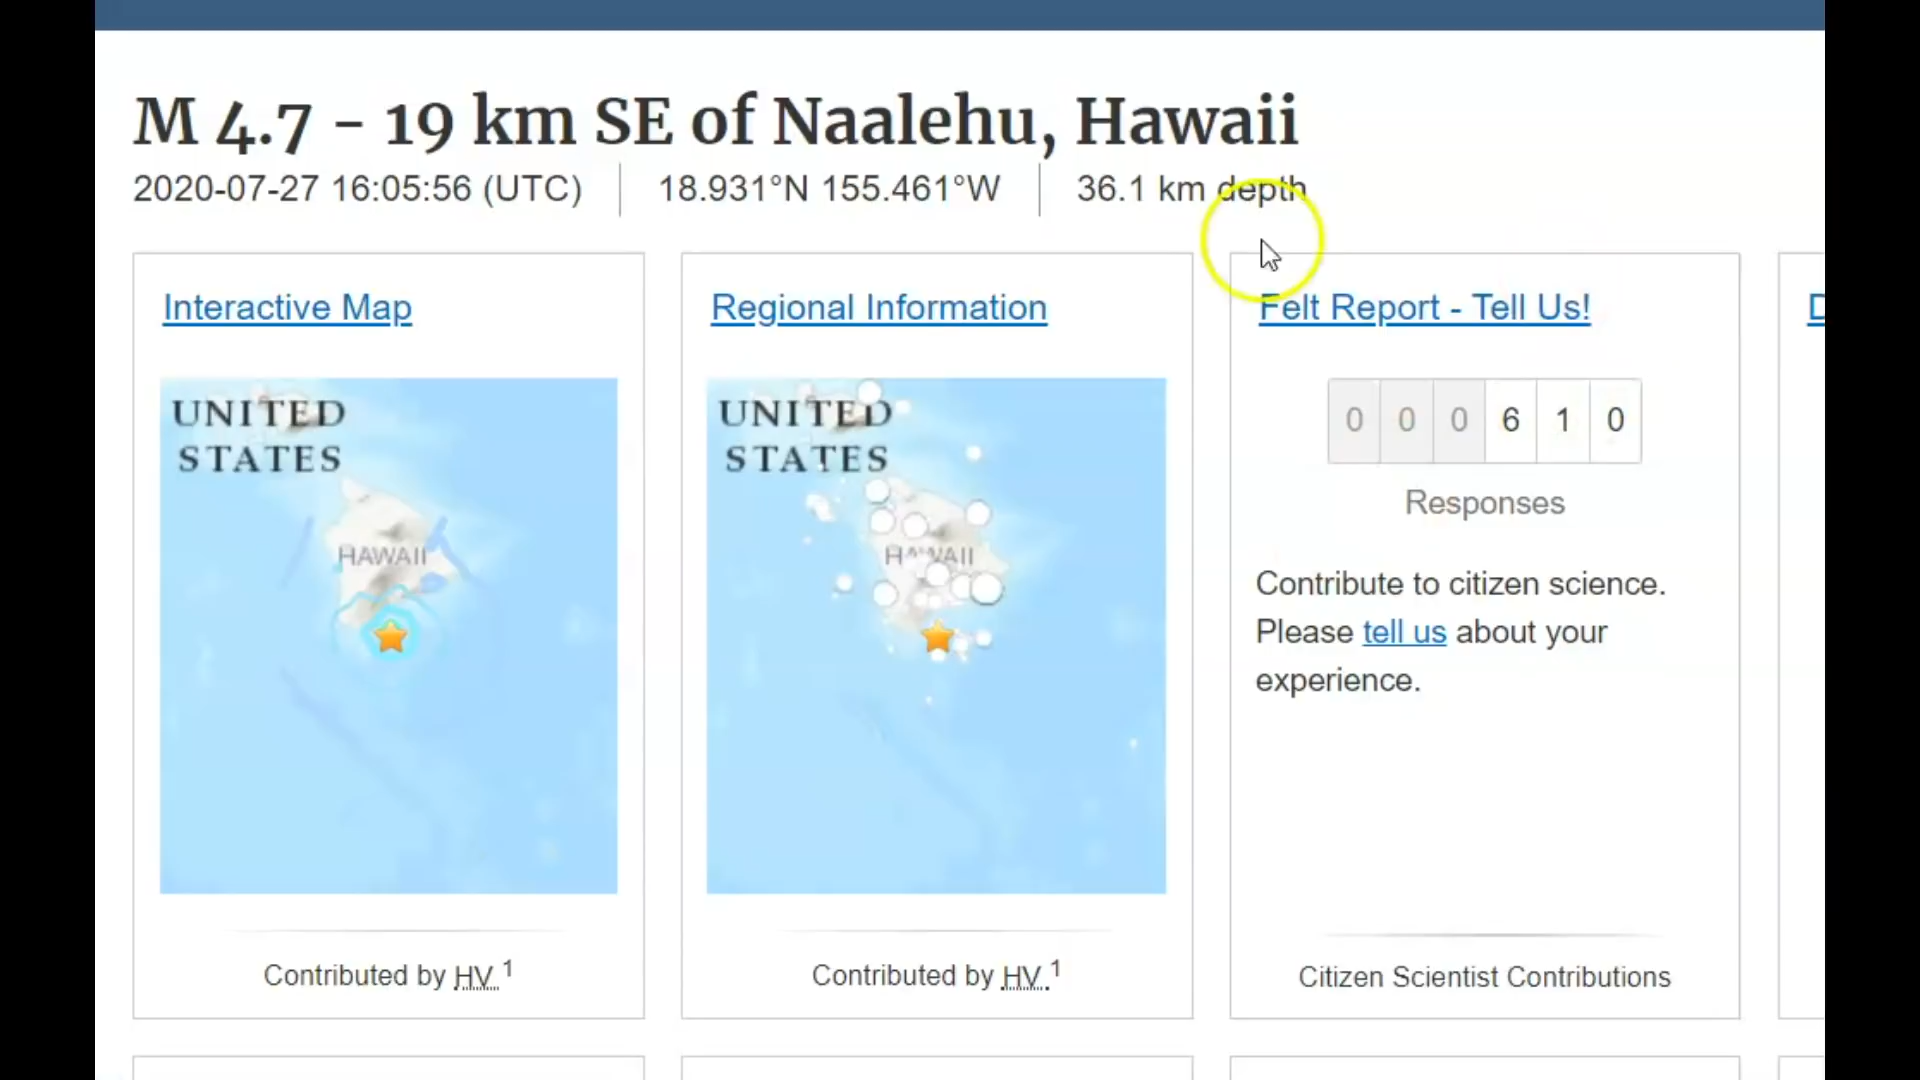 M 4.7 - 19 km SE of Naalehu, Hawaii
2020-07-27 16:05:56 (UTC) 18.931°N 155.461°W 36.1 km depth
Interactive Map
UNITED
STATES
HAWAII
Contributed by HV 1
Regional Information
UNITED
STATES
HAWAII
Contributed by HV 1
Felt Report - Tell Us!
0 0 0 6 1 0
Responses
Contribute to citizen science.
Please tell us about your
experience.
Citizen Scientist Contributions
D